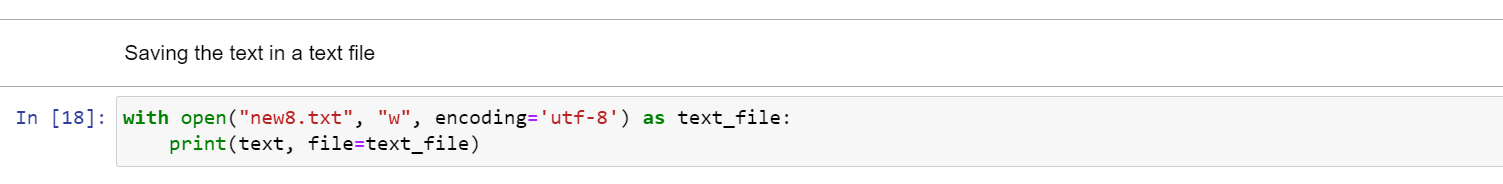 Saving the text in a text file
In [18]: with open("new8.txt", "w", encoding='utf-8') as text_file:
    print(text, file=text_file)